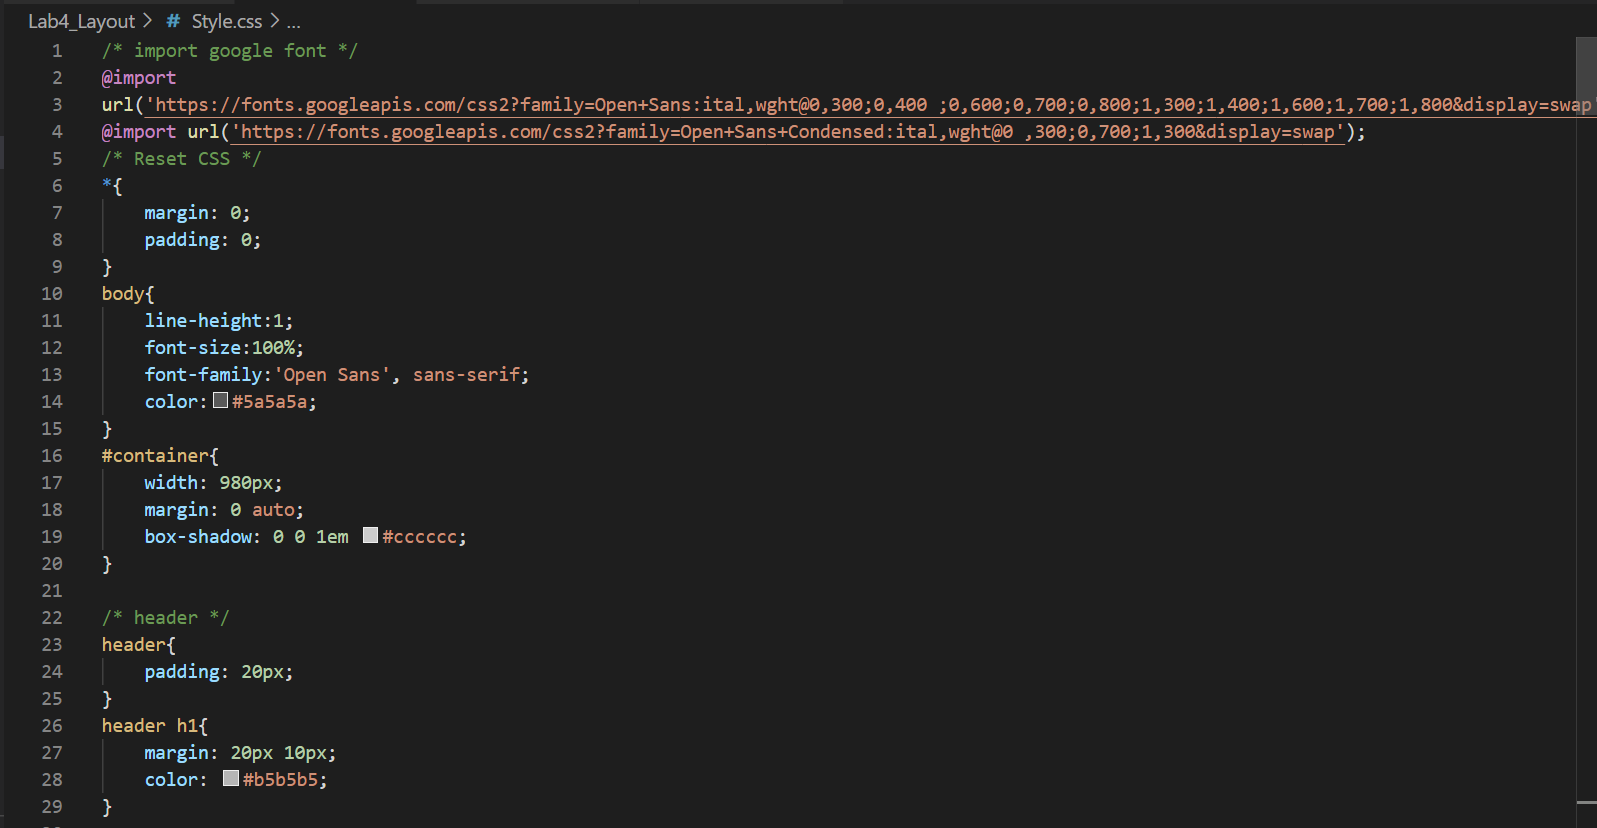 Lab4_Layout > # Style.css > ...
1 /* import google font */
2 @import
3 url('https://fonts.googleapis.com/css2?family=Open+Sans:ital,wght@0,300;0,400 ;0,600;0,700;0,800;1,300;1,400;1,600;1,700;1,800&display=swap'
4 @import url('https://fonts.googleapis.com/css2?family=Open+Sans+Condensed:ital,wght@0 ,300;0,700;1,300&display=swap');
5 /* Reset CSS */
6 *{
7 margin: 0;
8 padding: 0;
9 }
10 body{
11 line-height:1;
12 font-size:100%;
13 font-family:'Open Sans', sans-serif;
14 color:#5a5a5a;
15 }
16 #container{
17 width: 980px;
18 margin: 0 auto;
19 box-shadow: 0 0 1em #cccccc;
20 }
21
22 /* header */
23 header{
24 padding: 20px;
25 }
26 header h1{
27 margin: 20px 10px;
28 color: #b5b5b5;
29 }